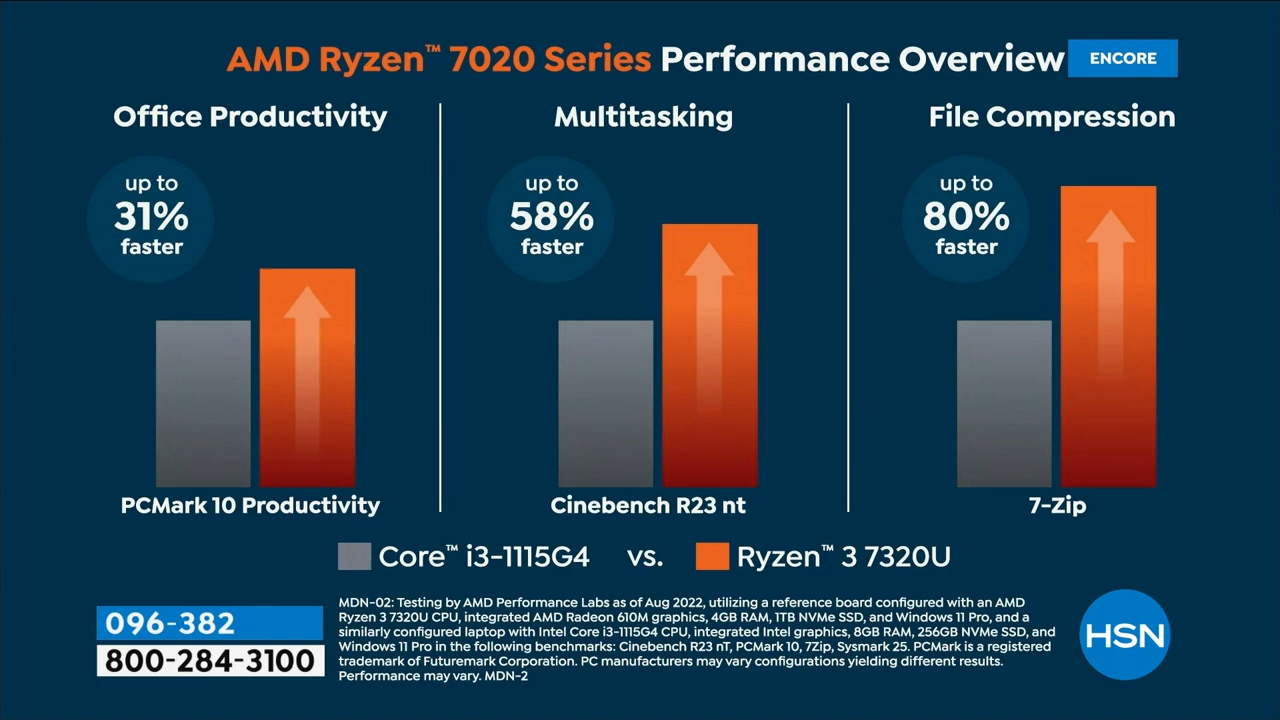 AMD Ryzen™ 7020 Series Performance Overview
ENCORE
Office Productivity
up to
31%
faster
PCMark 10 Productivity
Multitasking
up to
58%
faster
Cinebench R23 nt
File Compression
up to
80%
faster
7-Zip
Core™ i3-1115G4 vs. Ryzen™ 3 7320U
096-382
800-284-3100
MDN-02: Testing by AMD Performance Labs as of Aug 2022, utilizing a reference board configured with an AMD
Ryzen 3 7320U CPU, integrated AMD Radeon 610M graphics, 4GB RAM, 1TB NVMe SSD, and Windows 11 Pro, and a
similarly configured laptop with Intel Core i3-1115G4 CPU, integrated Intel graphics, 8GB RAM, 256GB NVMe SSD, and
Windows 11 Pro in the following benchmarks: Cinebench R23 nT, PCMark 10, 7Zip, Sysmark 25. PCMark is a registered
trademark of Futuremark Corporation. PC manufacturers may vary configurations yielding different results.
Performance may vary. MDN-2
HSN